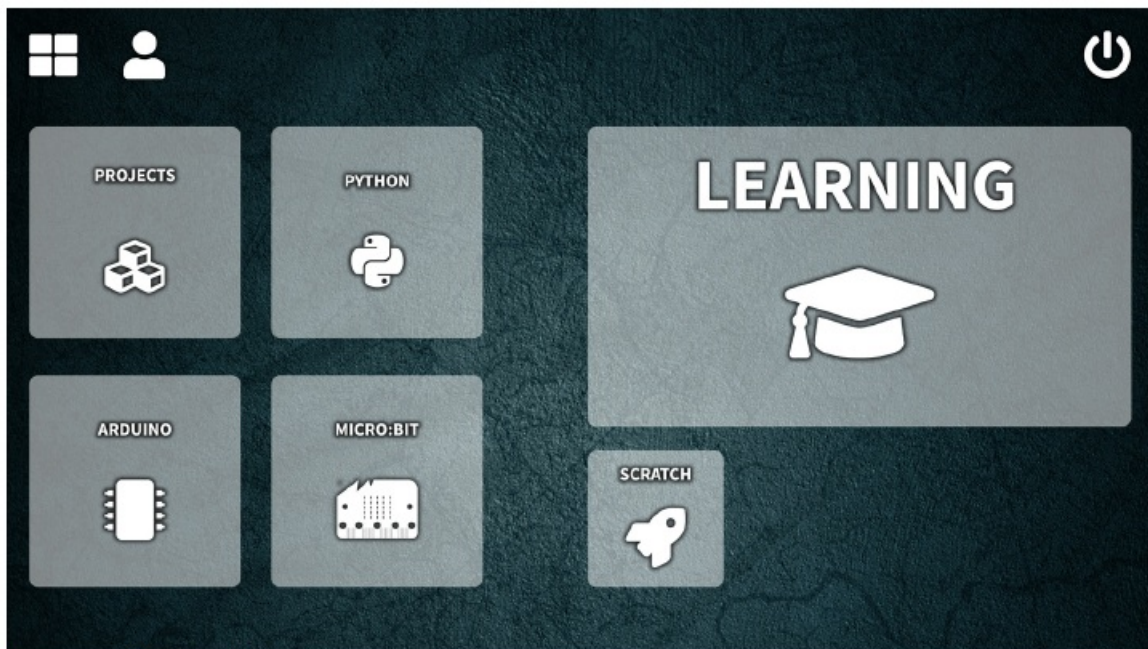 PROJECTS
PYTHON
LEARNING
ARDUINO
MICRO:BIT
SCRATCH